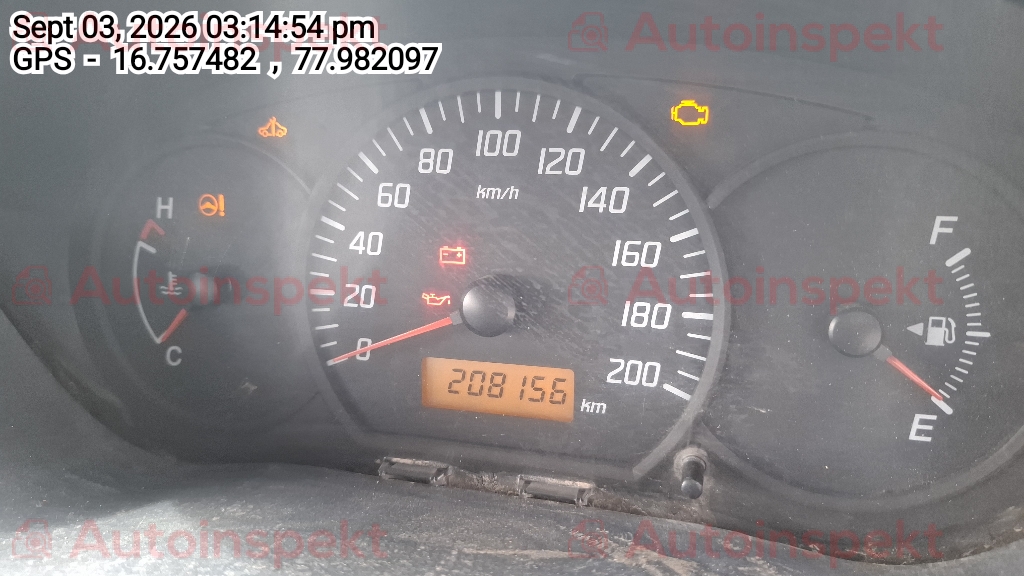 Sept 03, 2026 03:14:54 pm
GPS - 16.757482 , 77.982097
Autoinspekt
Autoinspekt
100
80
120
km/h
60
140
H
F
40
160
Autoinspekt
Autoinspekt
20
180
0
C
200
208156 km
E
Autoinspekt
Autoinspekt